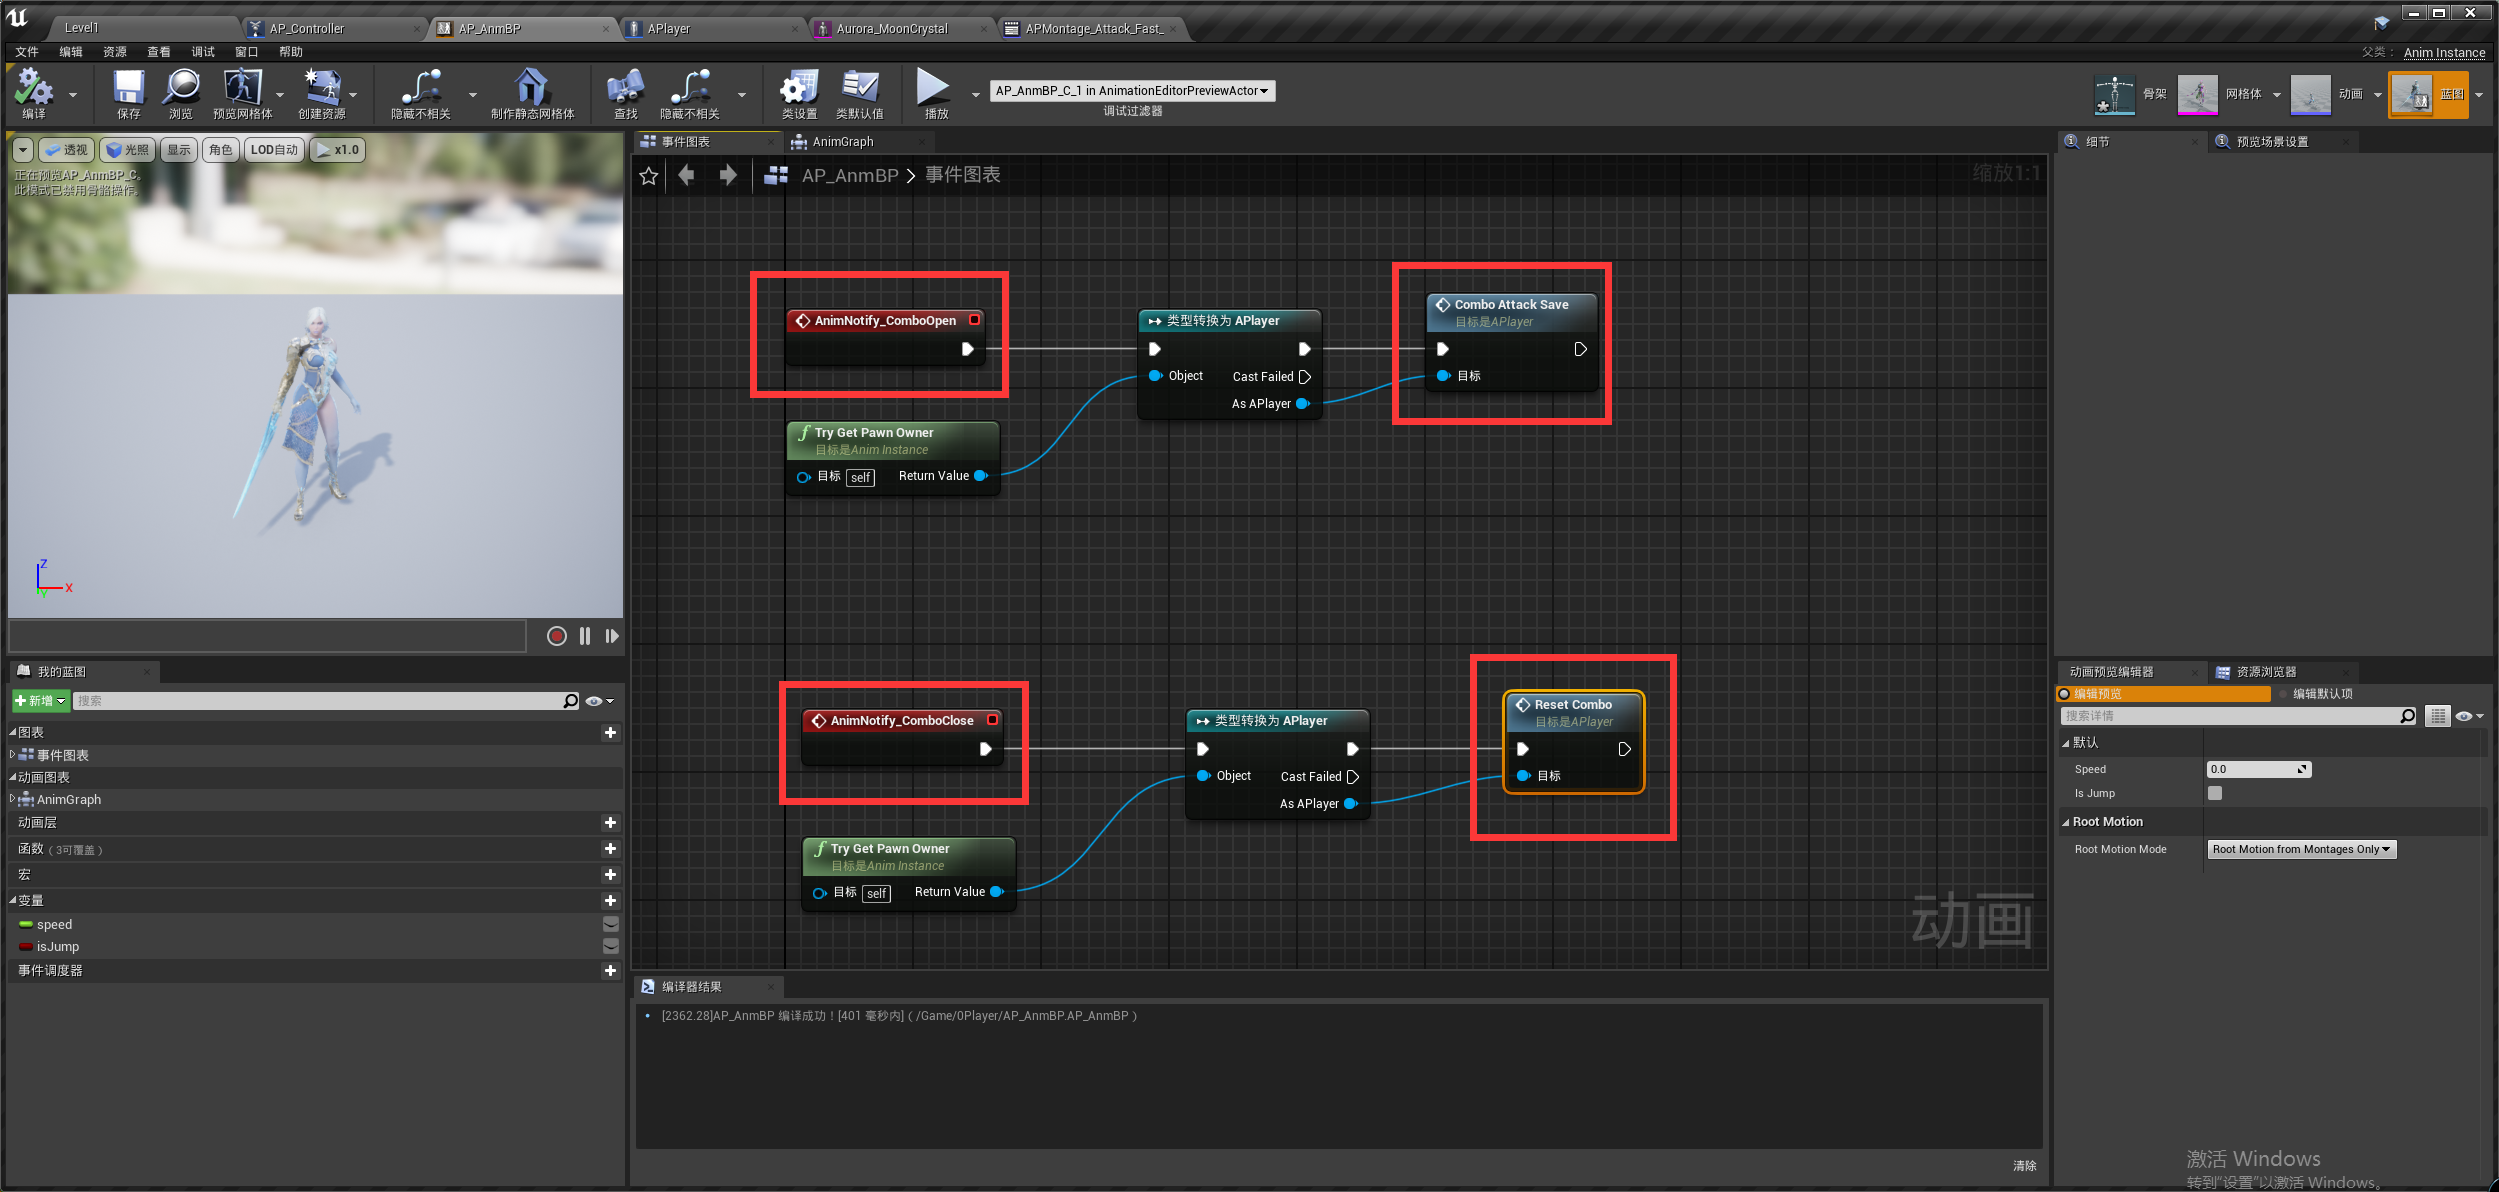 Level1
AP_Controller
AP_AnmBP
APlayer
Aurora_MoonCrystal
APMontage_Attack_Fast_
文件 编辑 资源 查看 调试 窗口 帮助
父类： Anim Instance
编译
保存
浏览
预览网格体
创建资源
隐藏不相关
制作静态网格体
查找
隐藏不相关
类设置
类默认值
播放
AP_AnmBP_C_1 in AnimationEditorPreviewActor
调试过滤器
骨架
网格体
动画
蓝图
透视
光照
显示
角色
LOD自动
x1.0
正在预览AP_AnmBP_C。
此模式已禁用骨骼操作。
Z
X
Y
事件图表
AnimGraph
AP_AnmBP > 事件图表
缩放1:1
AnimNotify_ComboOpen
类型转换为 APlayer
Object
Cast Failed
As APlayer
Combo Attack Save
目标是APlayer
目标
Try Get Pawn Owner
目标是Anim Instance
目标 self Return Value
AnimNotify_ComboClose
类型转换为 APlayer
Object
Cast Failed
As APlayer
Reset Combo
目标是APlayer
目标
Try Get Pawn Owner
目标是Anim Instance
目标 self Return Value
动画
我的蓝图
新增
搜索
图表
事件图表
动画图表
AnimGraph
动画层
函数（3可覆盖）
宏
变量
speed
isJump
事件调度器
编译器结果
[2362.28]AP_AnmBP 编译成功！[401 毫秒内]（/Game/0Player/AP_AnmBP.AP_AnmBP）
清除
细节
预览场景设置
动画预览编辑器
资源浏览器
编辑预览
编辑默认项
搜索详情
默认
Speed 0.0
Is Jump
Root Motion
Root Motion Mode Root Motion from Montages Only
激活 Windows
转到"设置"以激活 Windows。